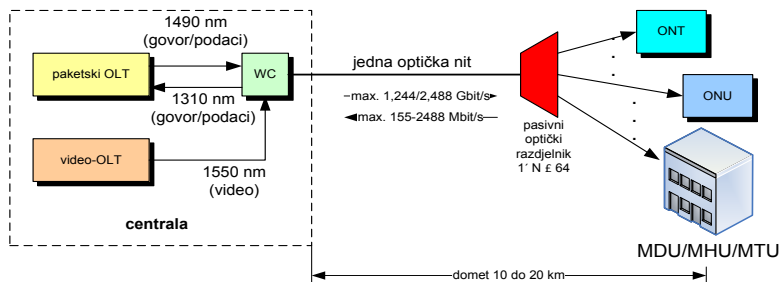 1490 nm
(govor/podaci)
paketski OLT
WC
1310 nm
(govor/podaci)
video-OLT
1550 nm
(video)
centrala
jedna optička nit
max. 1,244/2,488 Gbit/s
max. 155-2488 Mbit/s
pasivni
optički
razdjelnik
1´ N £ 64
ONT
ONU
MDU/MHU/MTU
domet 10 do 20 km